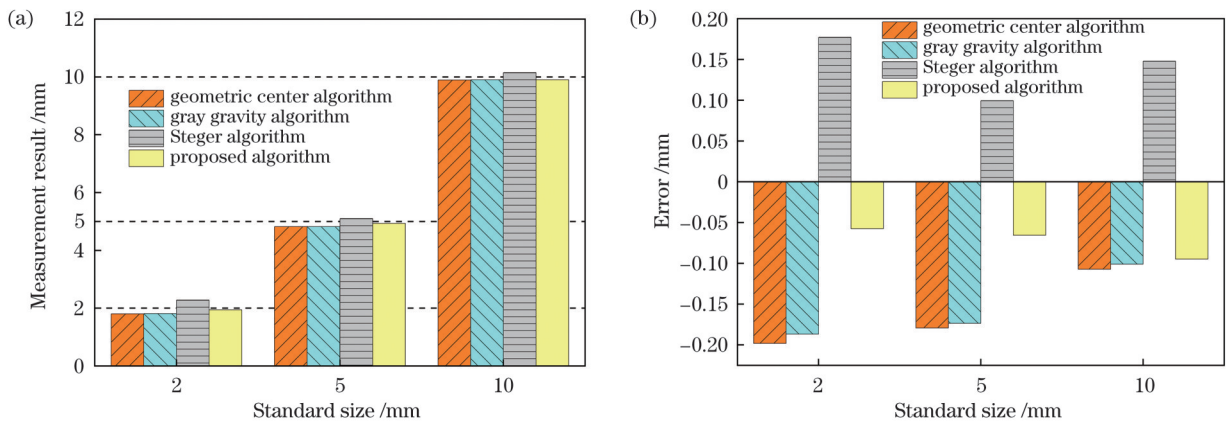 (a)
12
10
8
6
5
4
2
0
Measurement result /mm
geometric center algorithm
gray gravity algorithm
Steger algorithm
proposed algorithm
2
5
10
Standard size /mm
(b)
0.20
0.15
0.10
0.05
0
−0.05
−0.10
−0.15
−0.20
Error /mm
geometric center algorithm
gray gravity algorithm
Steger algorithm
proposed algorithm
2
5
10
Standard size /mm